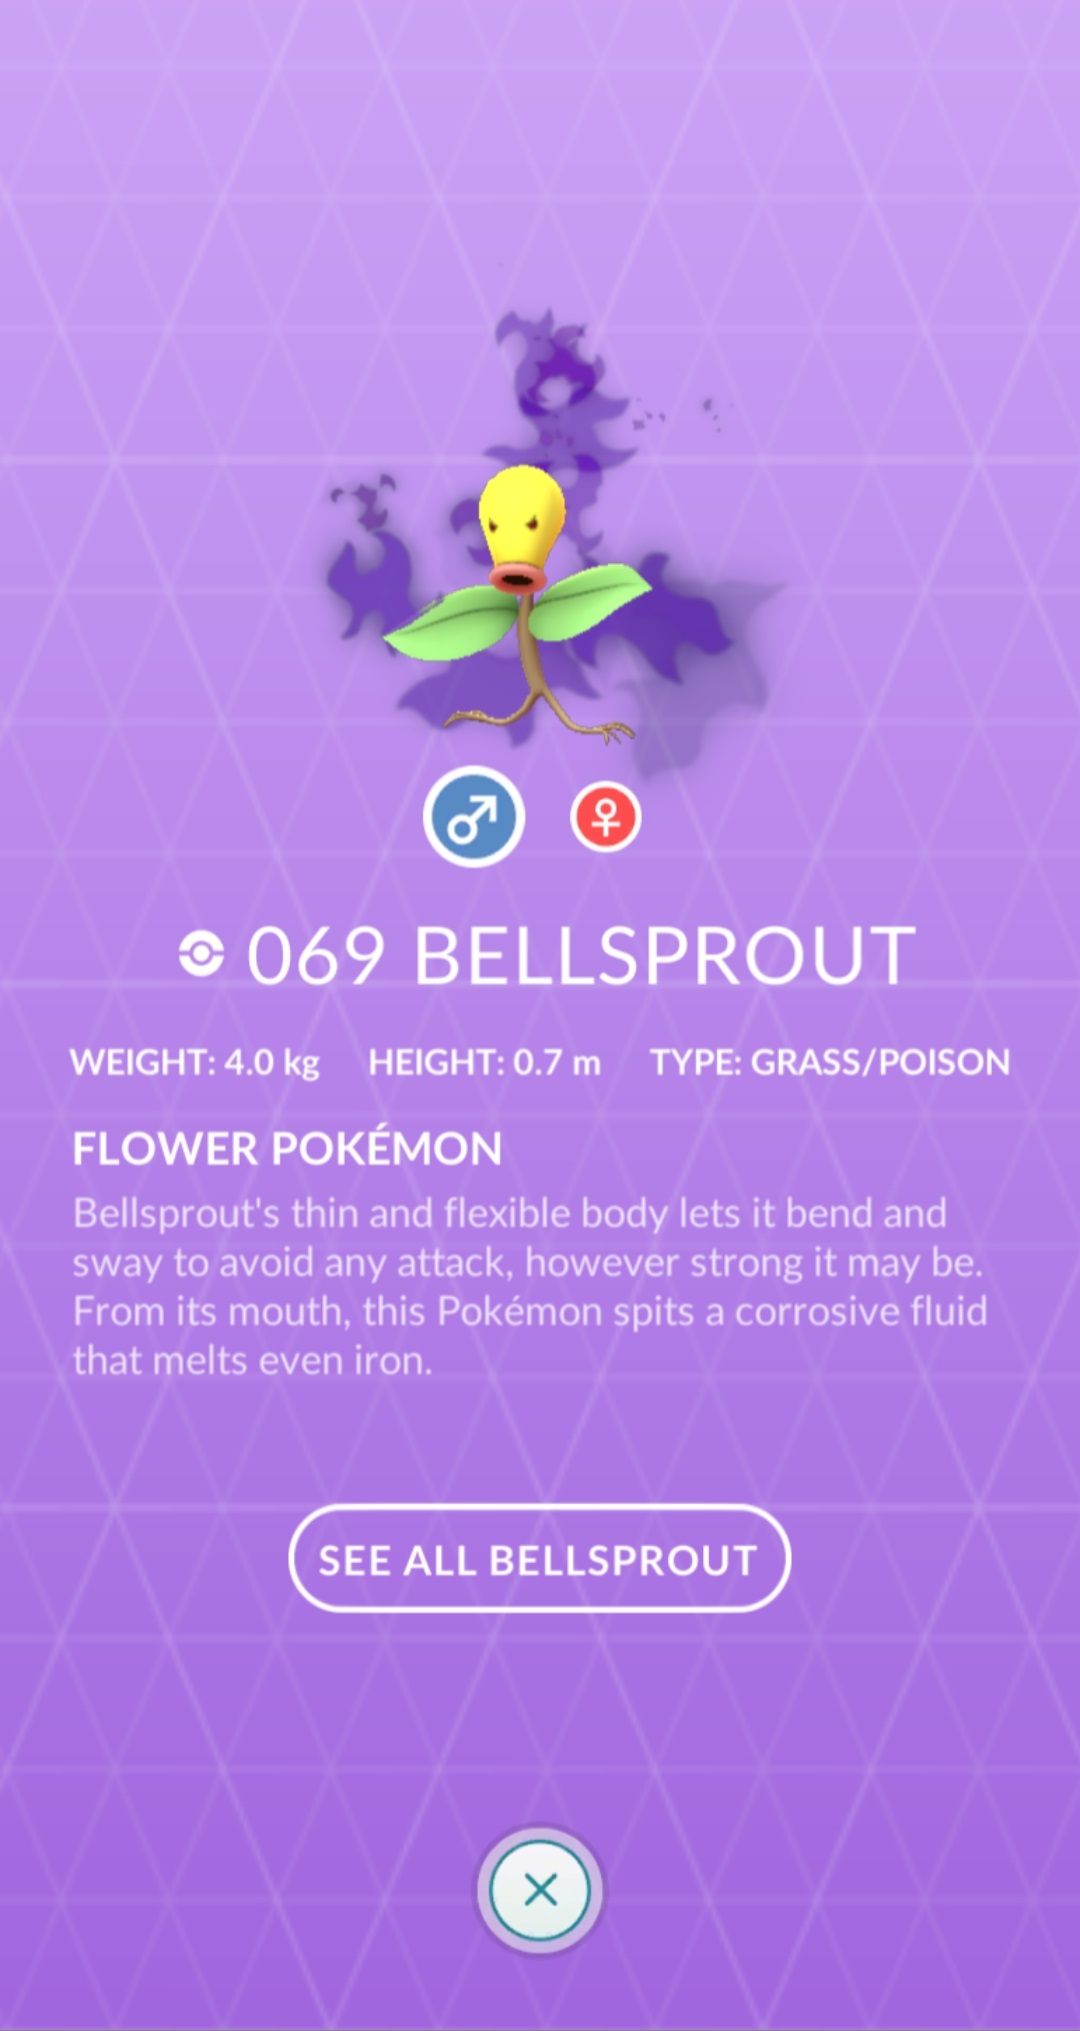 069 BELLSPROUT
WEIGHT: 4.0 kg HEIGHT: 0.7 m TYPE: GRASS/POISON
FLOWER POKÉMON
Bellsprout's thin and flexible body lets it bend and
sway to avoid any attack, however strong it may be.
From its mouth, this Pokémon spits a corrosive fluid
that melts even iron.
SEE ALL BELLSPROUT